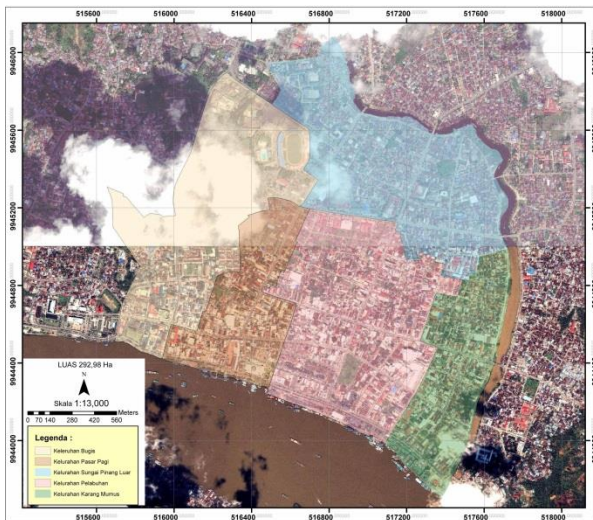 515600 516000 516400 516800 517200 517600 518000
9946000
9945600
9945200
9944800
9944400
9944000
LUAS 292,98 Ha
N
Skala 1:13,000
0 70 140 280 420 560 Meters
Legenda :
Kelurahan Bugis
Kelurahan Pasar Pagi
Kelurahan Sungai Pinang Luar
Kelurahan Pelabuhan
Kelurahan Karang Mumus
515600 516000 516400 516800 517200 517600 518000